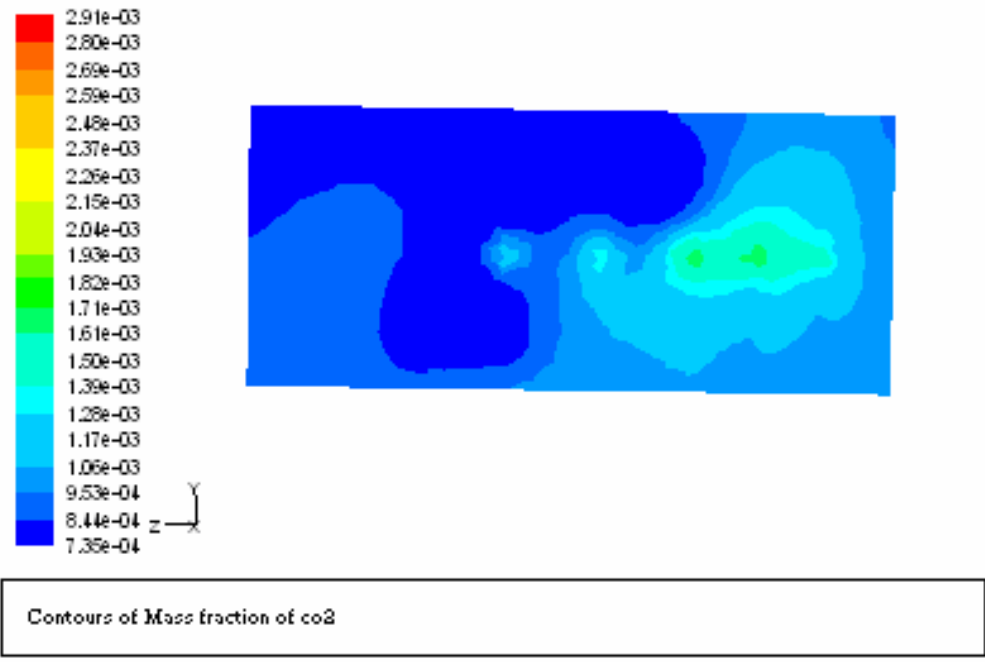 2.91e-03
2.80e-03
2.69e-03
2.59e-03
2.48e-03
2.37e-03
2.26e-03
2.15e-03
2.04e-03
1.93e-03
1.82e-03
1.71e-03
1.61e-03
1.50e-03
1.39e-03
1.28e-03
1.17e-03
1.06e-03
9.53e-04
8.44e-04
7.35e-04
Y
Z X
Contours of Mass fraction of co2